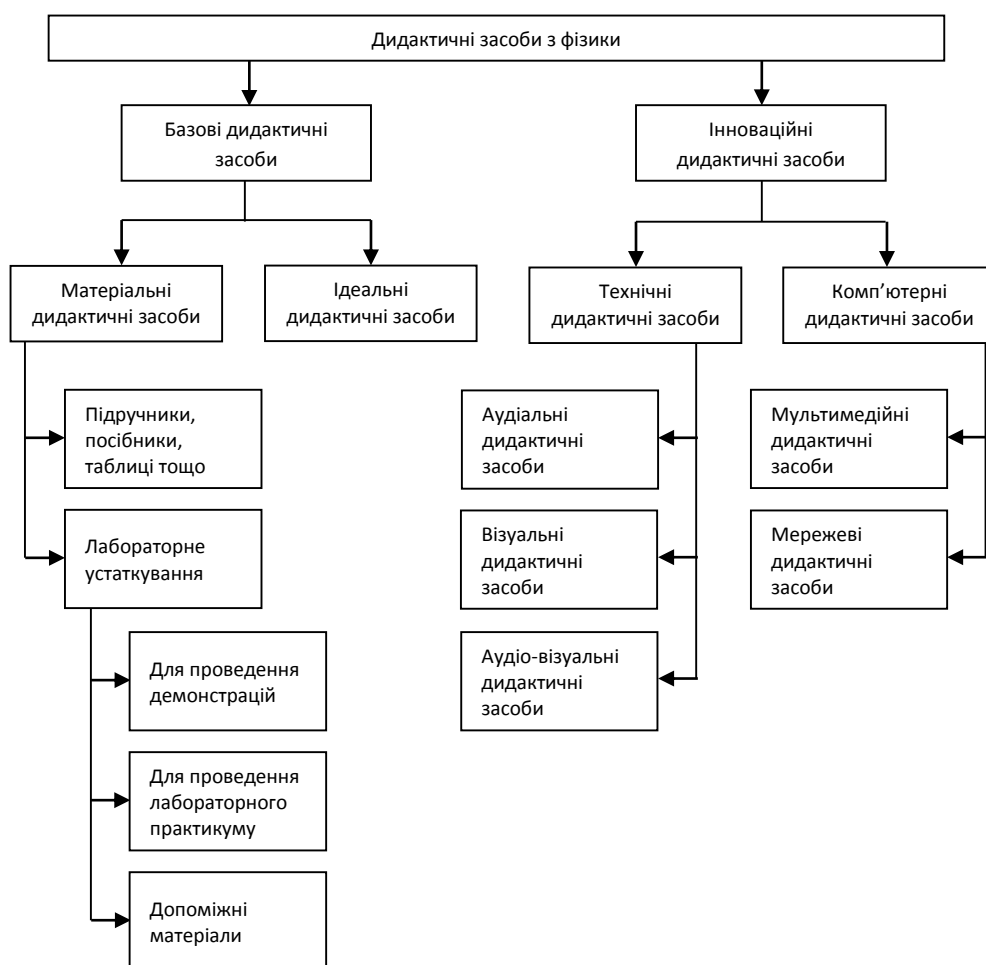 Дидактичні засоби з фізики
Базові дидактичні
засоби
Інноваційні
дидактичні засоби
Матеріальні
дидактичні засоби
Ідеальні
дидактичні засоби
Технічні
дидактичні засоби
Комп’ютерні
дидактичні засоби
Підручники,
посібники,
таблиці тощо
Аудіальні
дидактичні
засоби
Мультимедійні
дидактичні
засоби
Лабораторне
устаткування
Візуальні
дидактичні
засоби
Мережеві
дидактичні
засоби
Для проведення
демонстрацій
Аудіо-візуальні
дидактичні
засоби
Для проведення
лабораторного
практикуму
Допоміжні
матеріали